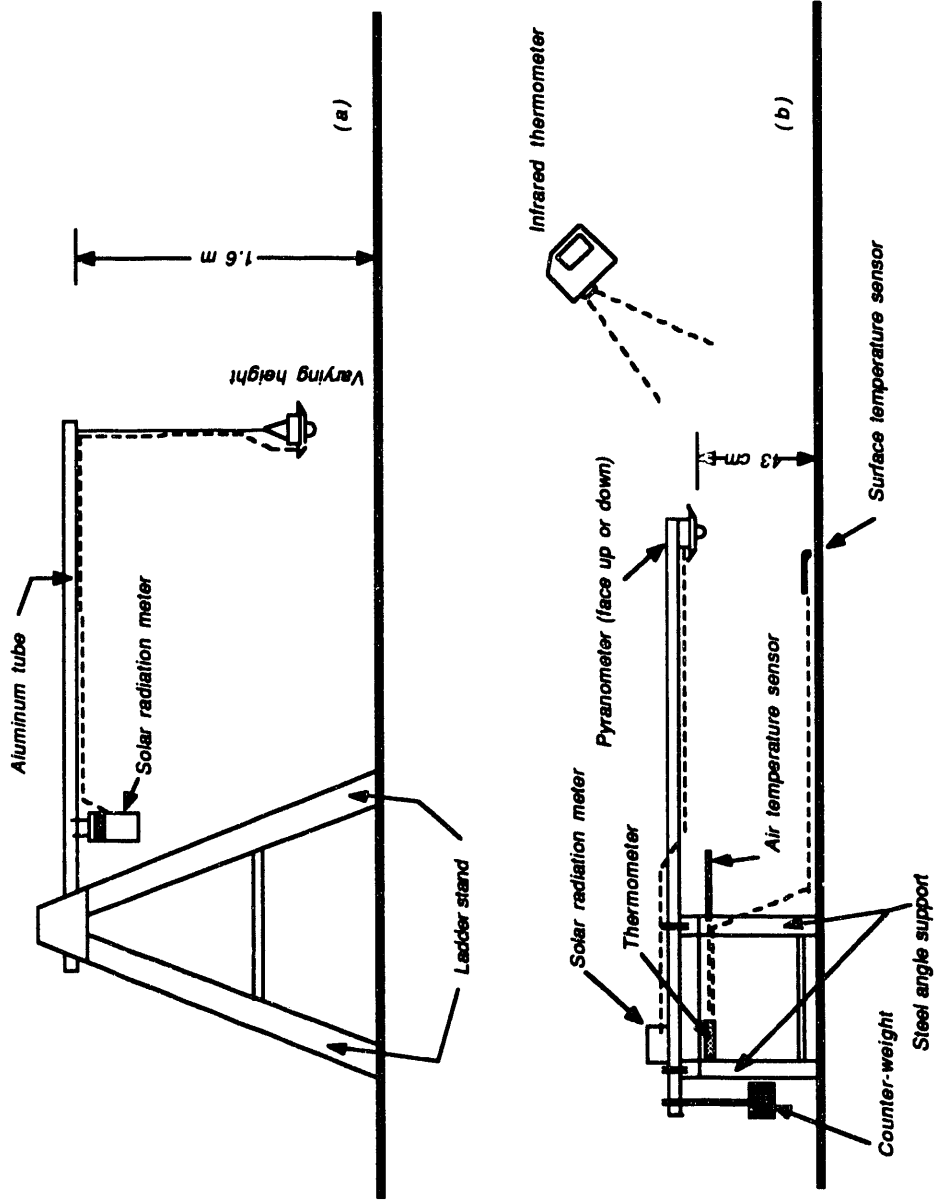 Aluminum tube
Solar radiation meter
Varying height
1.6 m
Ladder stand
(a)
Infrared thermometer
Solar radiation meter
Pyranometer (face up or down)
Thermometer
43 cm
Air temperature sensor
Surface temperature sensor
Counter-weight
Steel angle support
(b)